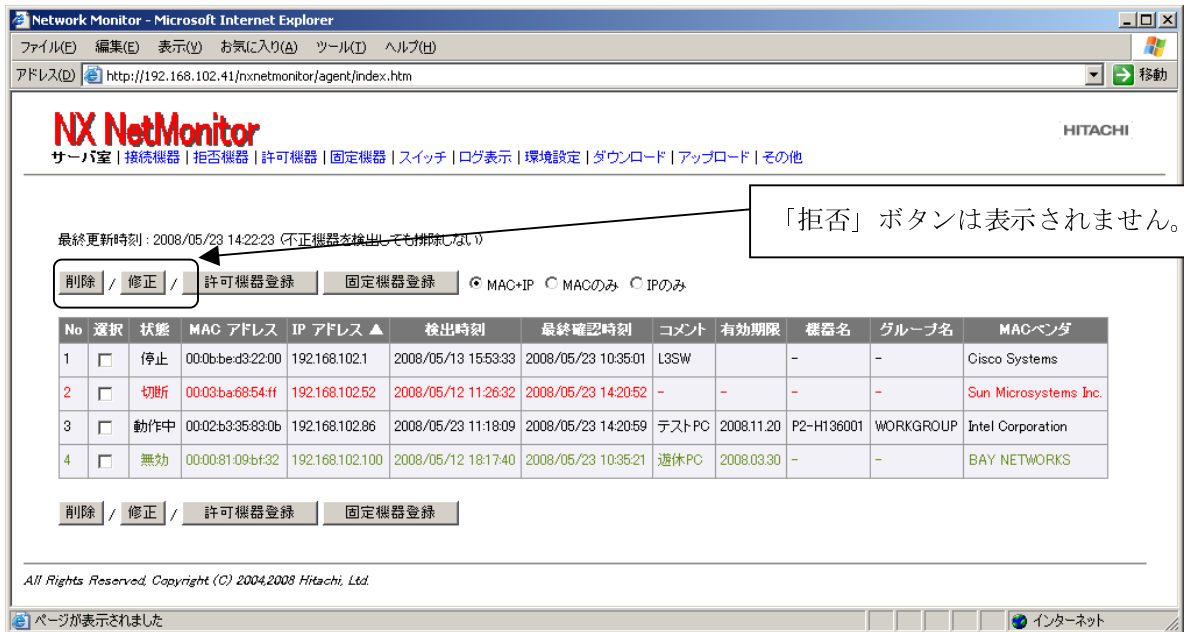 Network Monitor - Microsoft Internet Explorer
ファイル(F) 編集(E) 表示(V) お気に入り(A) ツール(T) ヘルプ(H)
アドレス(D) http://192.168.102.41/nxnetmonitor/agent/index.htm 移動
NX NetMonitor
HITACHI
サーバ室 | 接続機器 | 拒否機器 | 許可機器 | 固定機器 | スイッチ | ログ表示 | 環境設定 | ダウンロード | アップロード | その他
「拒否」ボタンは表示されません。
最終更新時刻 : 2008/05/23 14:22:23 (不正機器を検出しても排除しない)
削除 / 修正 / 許可機器登録 固定機器登録 MAC+IP MACのみ IPのみ
No 選択 状態 MAC アドレス IP アドレス ▲ 検出時刻 最終確認時刻 コメント 有効期限 機器名 グループ名 MACベンダ
1 停止 00:0b:be:d3:22:00 192.168.102.1 2008/05/13 15:53:33 2008/05/23 10:35:01 L3SW - - Cisco Systems
2 切断 00:03:ba:68:54:ff 192.168.102.52 2008/05/12 11:26:32 2008/05/23 14:20:52 - - - - Sun Microsystems Inc.
3 動作中 00:02:b3:35:83:0b 192.168.102.86 2008/05/23 11:18:09 2008/05/23 14:20:59 テストPC 2008.11.20 P2-H136001 WORKGROUP Intel Corporation
4 無効 00:00:81:09:bf:32 192.168.102.100 2008/05/12 18:17:40 2008/05/23 10:35:21 遊休PC 2008.03.30 - - BAY NETWORKS
削除 / 修正 / 許可機器登録 固定機器登録
All Rights Reserved, Copyright (C) 2004,2008 Hitachi, Ltd.
ページが表示されました インターネット